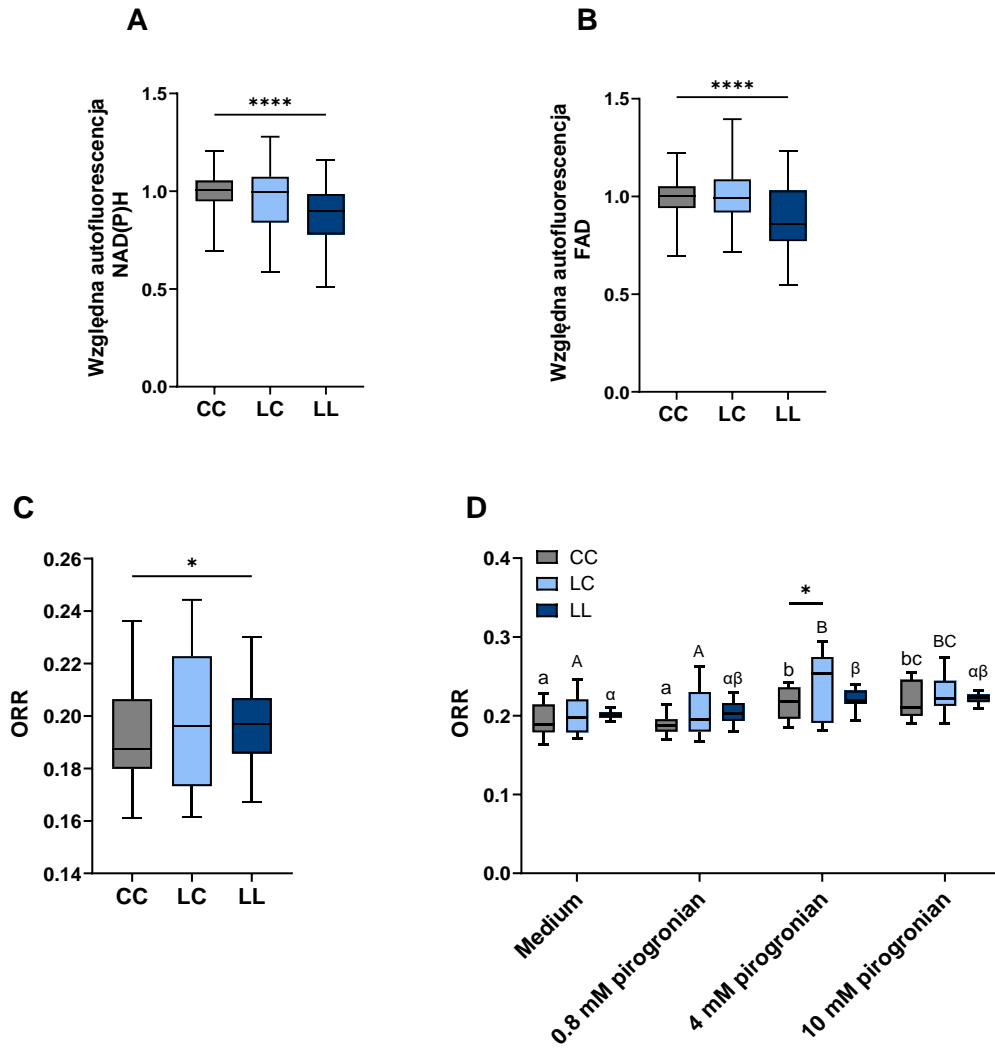 A
Względna autofluorescencja
NAD(P)H
1.5
1.0
0.5
0.0
****
CC LC LL
B
Względna autofluorescencja
FAD
1.5
1.0
0.5
0.0
****
CC LC LL
C
ORR
0.26
0.24
0.22
0.20
0.18
0.16
0.14
*
CC LC LL
D
ORR
0.4
0.3
0.2
0.1
0.0
CC
LC
LL
a A α
a A αβ
*
b B β
bc BC αβ
Medium
0.8 mM pirogronian
4 mM pirogronian
10 mM pirogronian